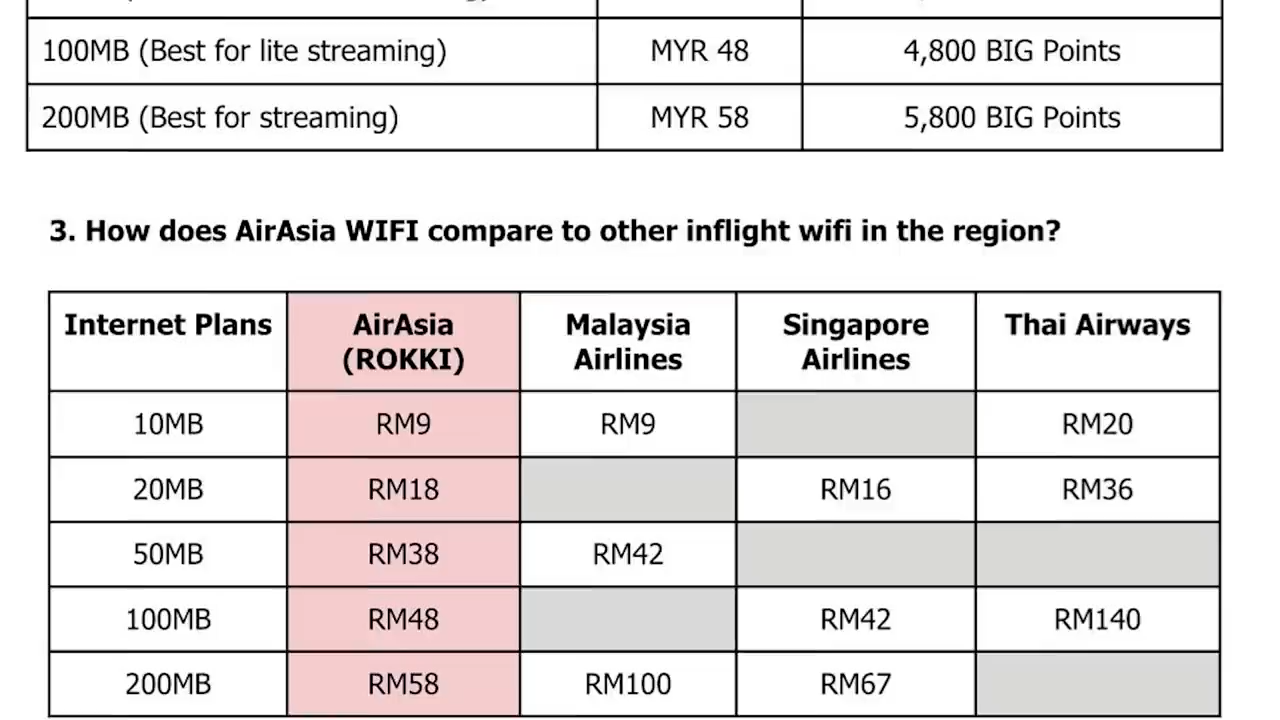 100MB (Best for lite streaming) MYR 48 4,800 BIG Points
200MB (Best for streaming) MYR 58 5,800 BIG Points
3. How does AirAsia WIFI compare to other inflight wifi in the region?
Internet Plans AirAsia (ROKKI) Malaysia Airlines Singapore Airlines Thai Airways
10MB RM9 RM9 RM20
20MB RM18 RM16 RM36
50MB RM38 RM42
100MB RM48 RM42 RM140
200MB RM58 RM100 RM67